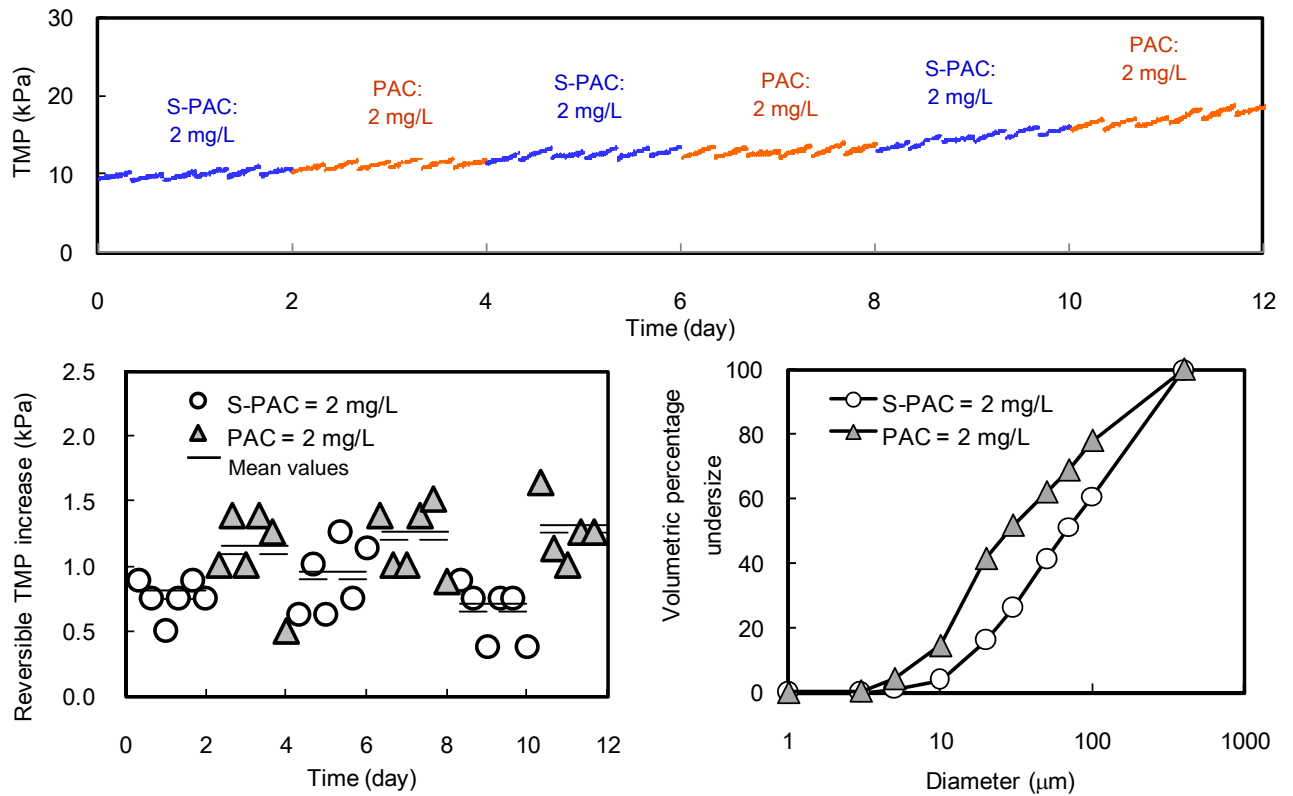 30
20
10
0
TMP (kPa)
S-PAC:
2 mg/L
PAC:
2 mg/L
S-PAC:
2 mg/L
PAC:
2 mg/L
S-PAC:
2 mg/L
PAC:
2 mg/L
0 2 4 6 8 10 12
Time (day)
Reversible TMP increase (kPa)
2.5
2.0
1.5
1.0
0.5
0.0
S-PAC = 2 mg/L
PAC = 2 mg/L
Mean values
0 2 4 6 8 10 12
Time (day)
Volumetric percentage
undersize
100
80
60
40
20
0
S-PAC = 2 mg/L
PAC = 2 mg/L
1 10 100 1000
Diameter (μm)